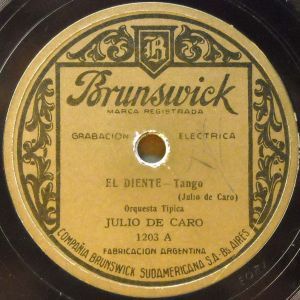 B
Brunswick
MARCA REGISTRADA
GRABACION ELECTRICA
EL DIENTE — Tango
(Julio de Caro)
Orquesta Típica
JULIO DE CARO
1203 A
FABRICACION ARGENTINA
COMPAÑIA BRUNSWICK SUDAMERICANA S.A. - Bs. AIRES